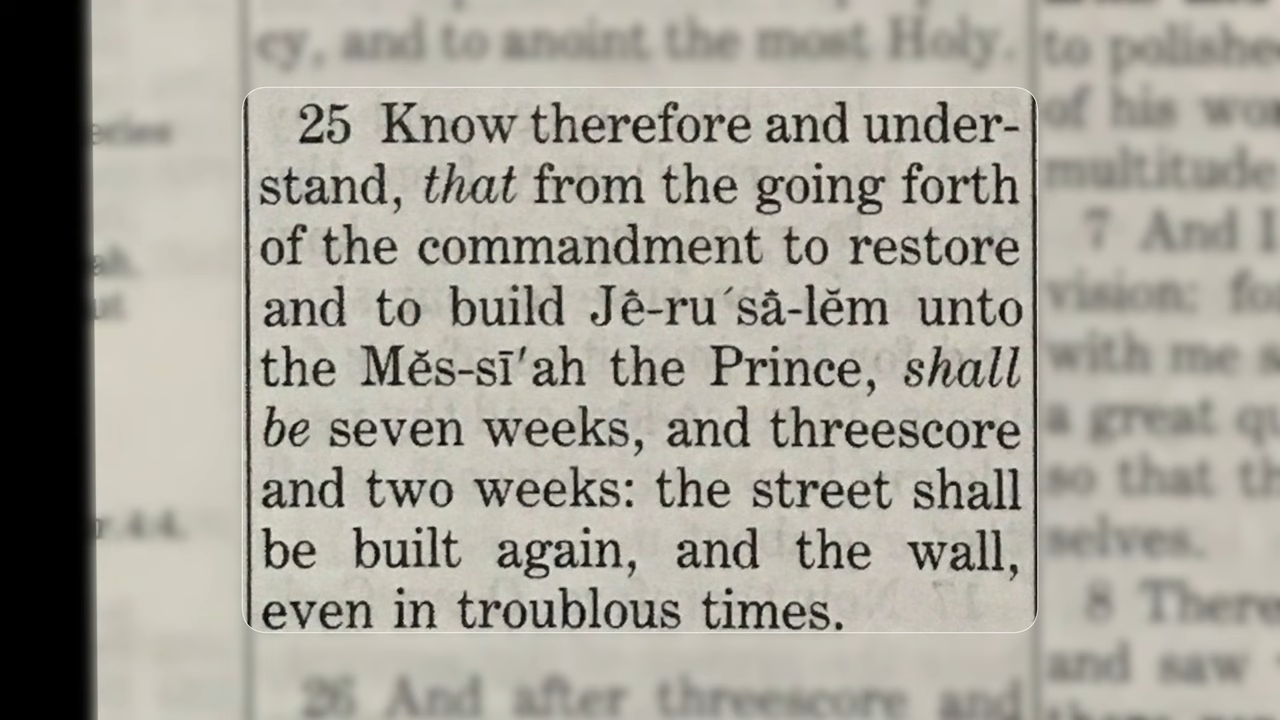 cy, and to anoint the most Holy.
25 Know therefore and under-
stand, that from the going forth
of the commandment to restore
and to build Jê-ru´sâ-lĕm unto
the Mĕs-sī′ah the Prince, shall
be seven weeks, and threescore
and two weeks: the street shall
be built again, and the wall,
even in troublous times.
26 And after threescore and
to polishe
of his wo
multitude
7 And I
vision: fo
with me s
a great qu
so that th
selves.
8 There
and saw